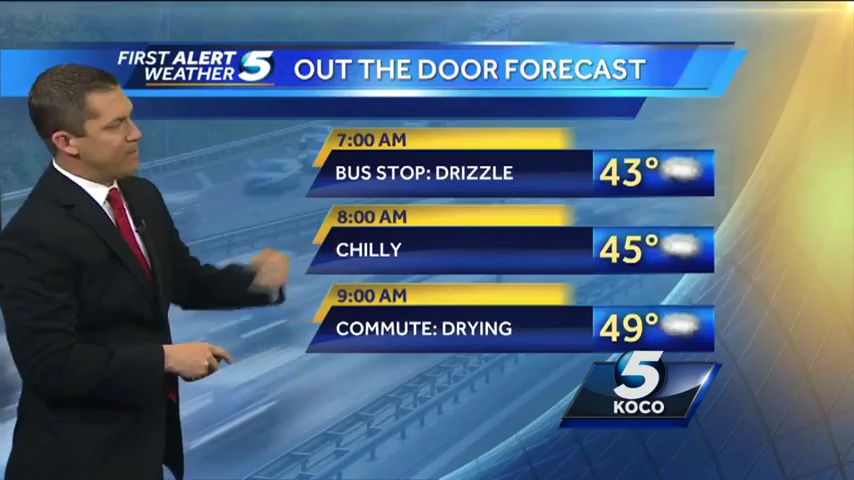 FIRST ALERT
WEATHER 5
OUT THE DOOR FORECAST
7:00 AM
BUS STOP: DRIZZLE
43°
8:00 AM
CHILLY
45°
9:00 AM
COMMUTE: DRYING
49°
5
KOCO